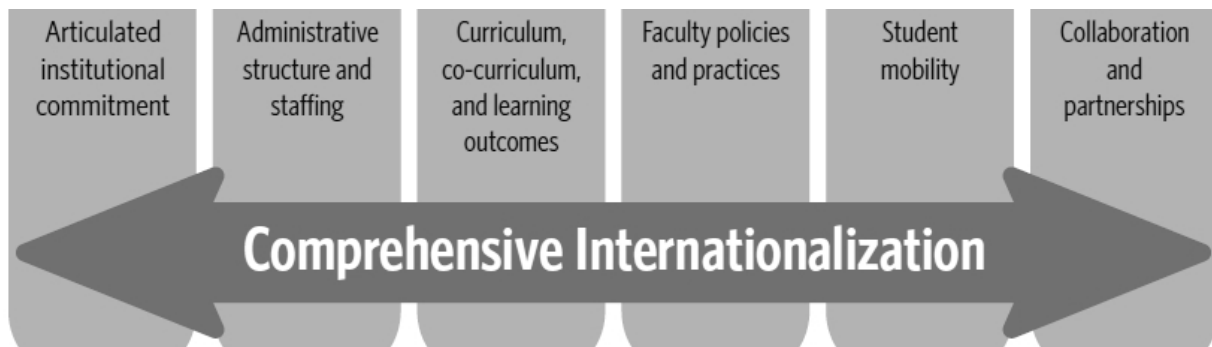 Articulated
institutional
commitment
Administrative
structure and
staffing
Curriculum,
co-curriculum,
and learning
outcomes
Faculty policies
and practices
Student
mobility
Collaboration
and
partnerships
Comprehensive Internationalization